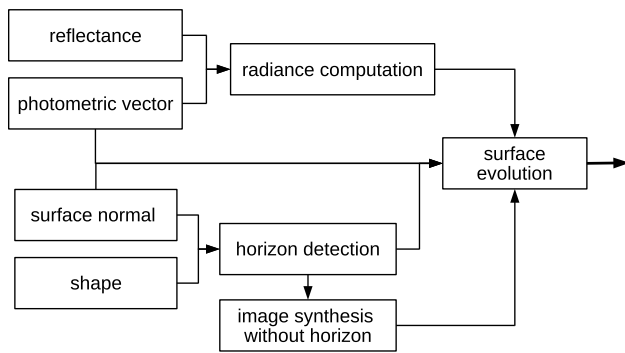 reflectance
photometric vector
radiance computation
surface
evolution
surface normal
shape
horizon detection
image synthesis
without horizon